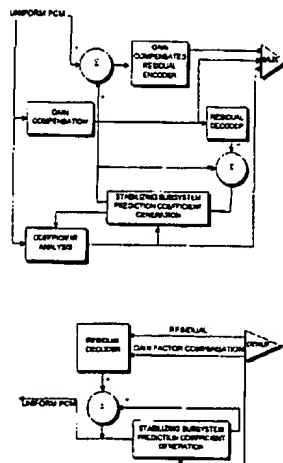 UNIFORM PCM
Σ
GAIN
COMPENSATED
RESIDUAL
ENCODER
MUX
GAIN
COMPENSATION
RESIDUAL
DECODER
Σ
STABILIZING SUBSYSTEM
PREDICTION COEFFICIENT
GENERATION
COEFFICIENT
ANALYSIS
RESIDUAL
GAIN FACTOR COMPENSATION
DEMUX
RESIDUAL
DECODER
UNIFORM PCM
Σ
STABILIZING SUBSYSTEM
PREDICTION COEFFICIENT
GENERATION